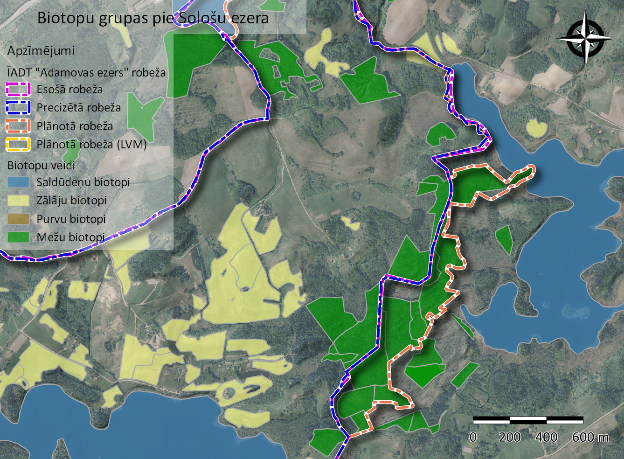 Biotopu grupas pie Sološu ezera
Apzīmējumi
ĪADT "Adamovas ezers" robeža
Esošā robeža
Precizētā robeža
Plānotā robeža
Plānotā robeža (LVM)
Biotopu veidi
Saldūdeņu biotopi
Zālāju biotopi
Purvu biotopi
Mežu biotopi
0 200 400 600 m